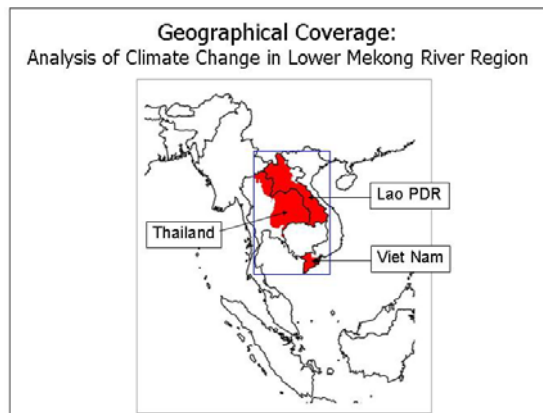 Geographical Coverage:
Analysis of Climate Change in Lower Mekong River Region
Lao PDR
Thailand
Viet Nam